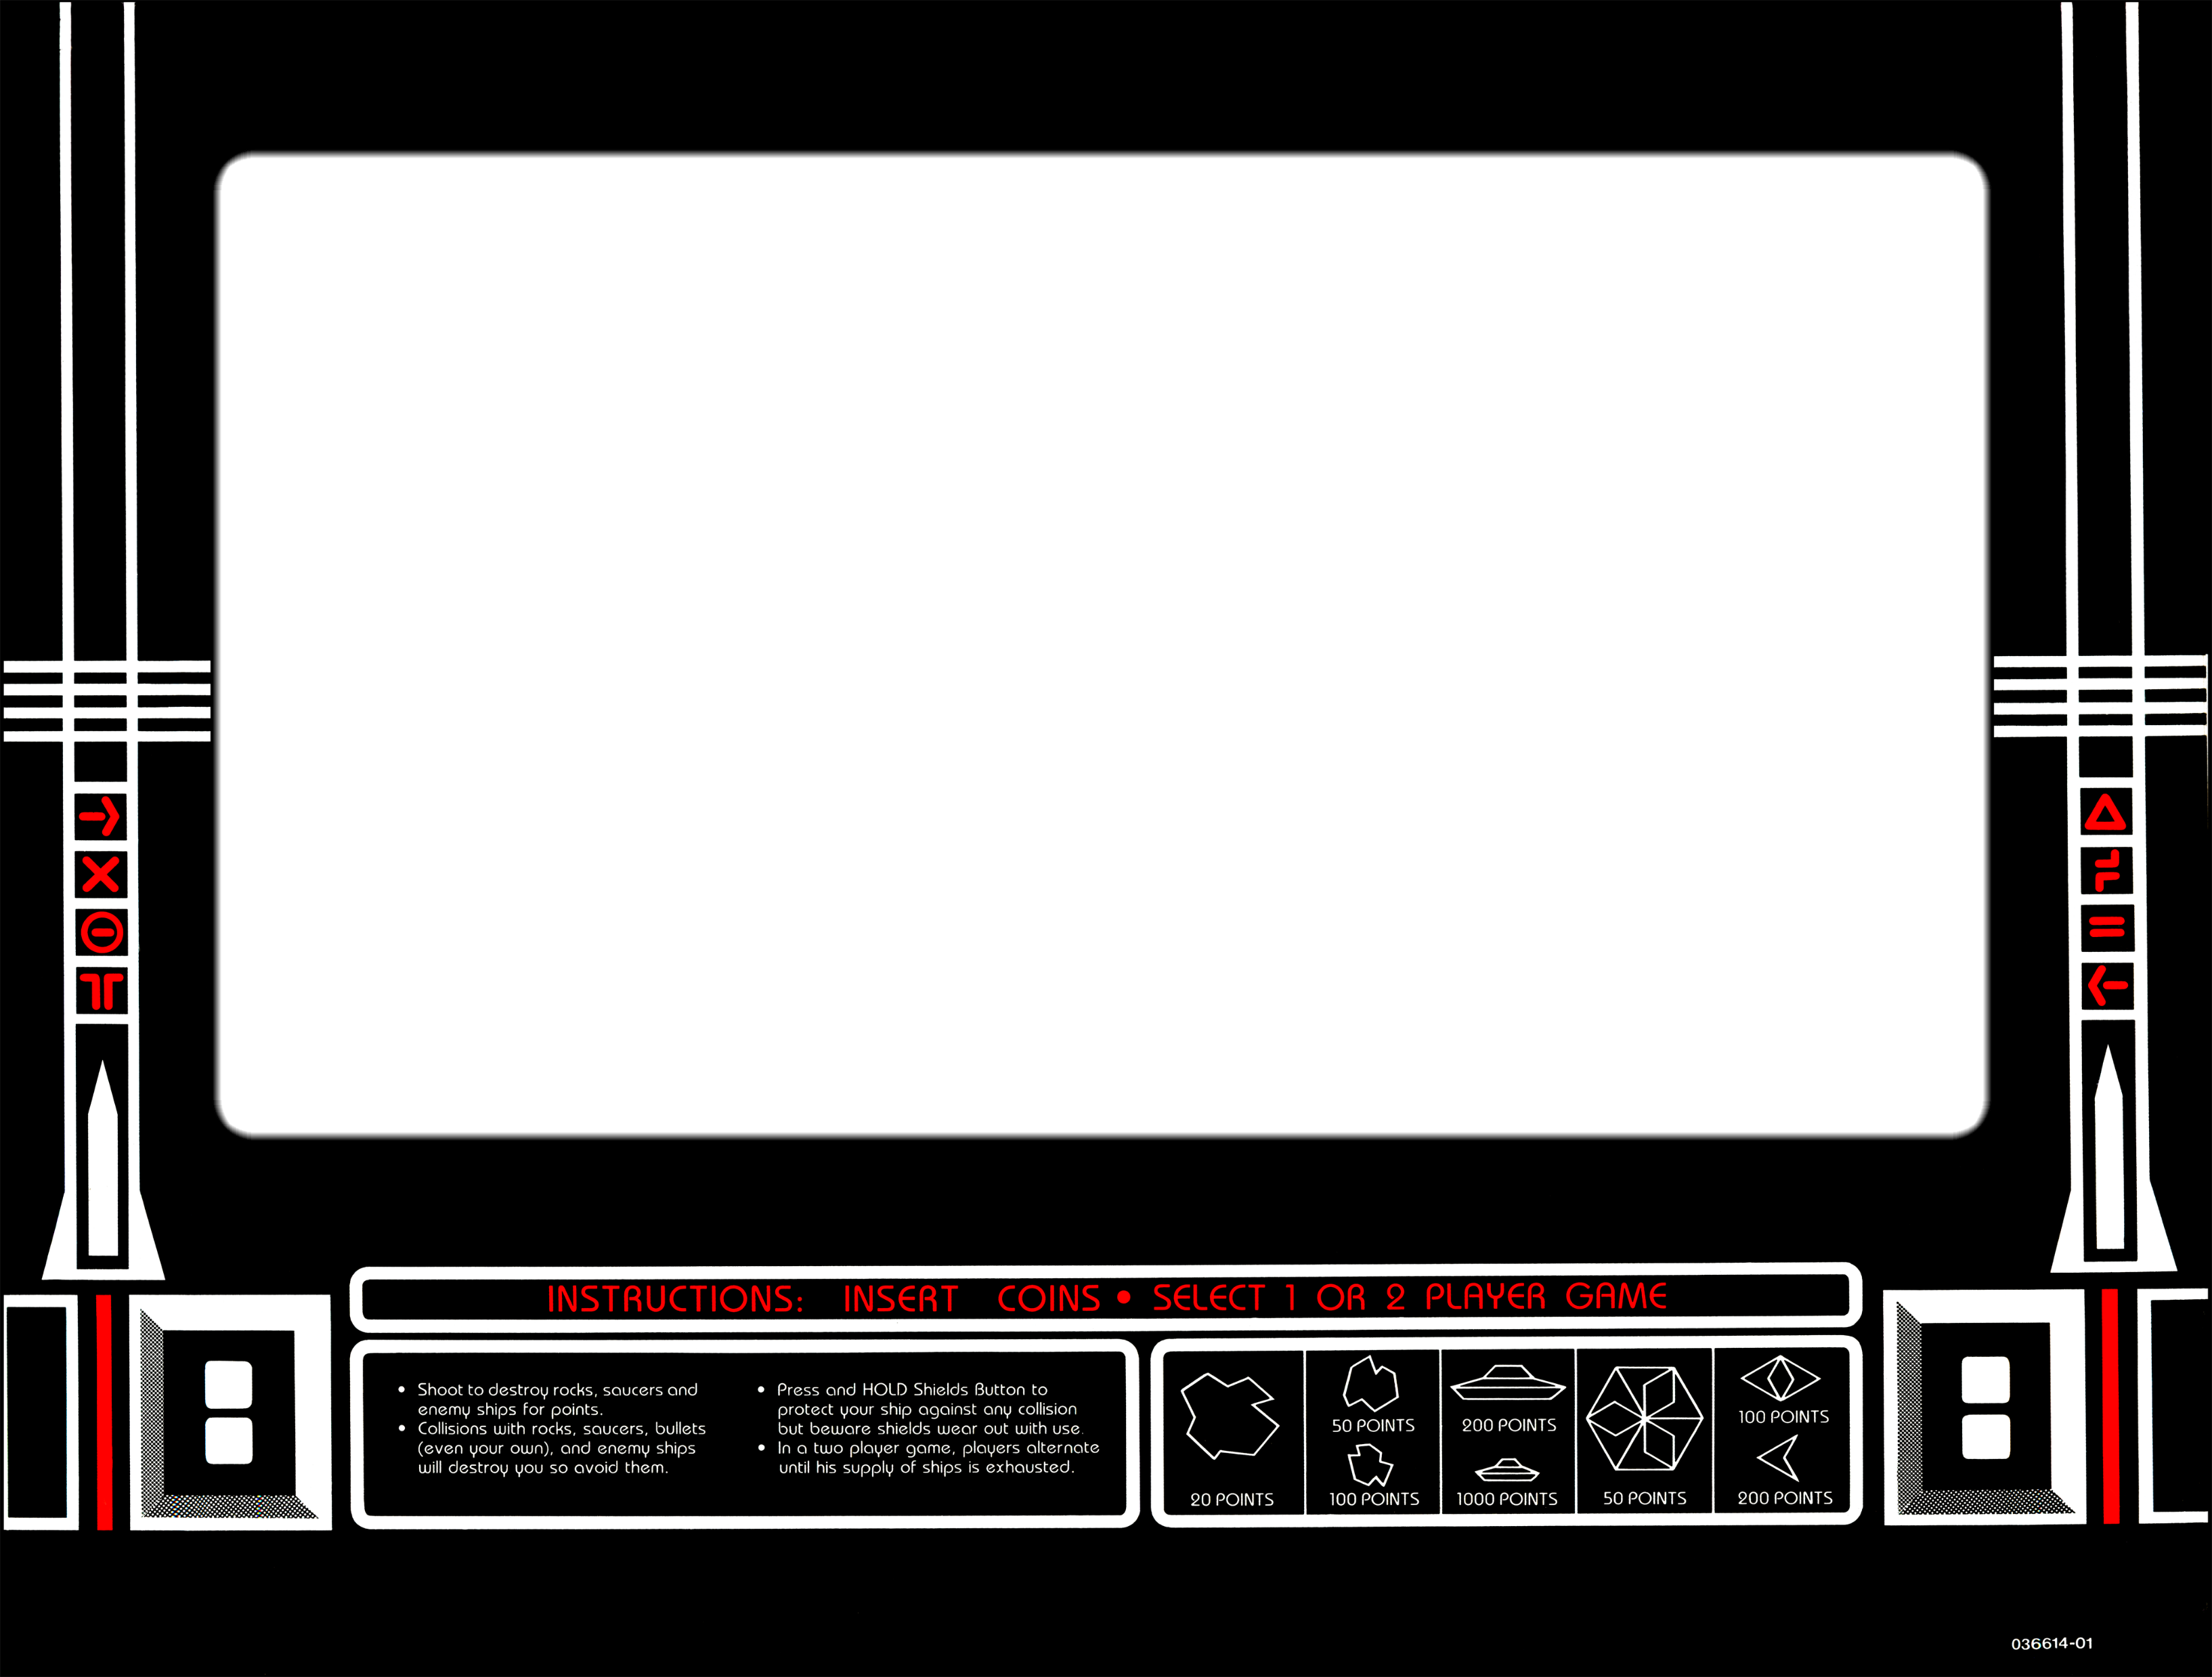 INSTRUCTIONS: INSERT COINS • SELECT 1 OR 2 PLAYER GAME
• Shoot to destroy rocks, saucers and
enemy ships for points.
• Collisions with rocks, saucers, bullets
(even your own), and enemy ships
will destroy you so avoid them.
• Press and HOLD Shields Button to
protect your ship against any collision
but beware shields wear out with use.
• In a two player game, players alternate
until his supply of ships is exhausted.
20 POINTS
50 POINTS
100 POINTS
200 POINTS
1000 POINTS
50 POINTS
100 POINTS
200 POINTS
036614-01